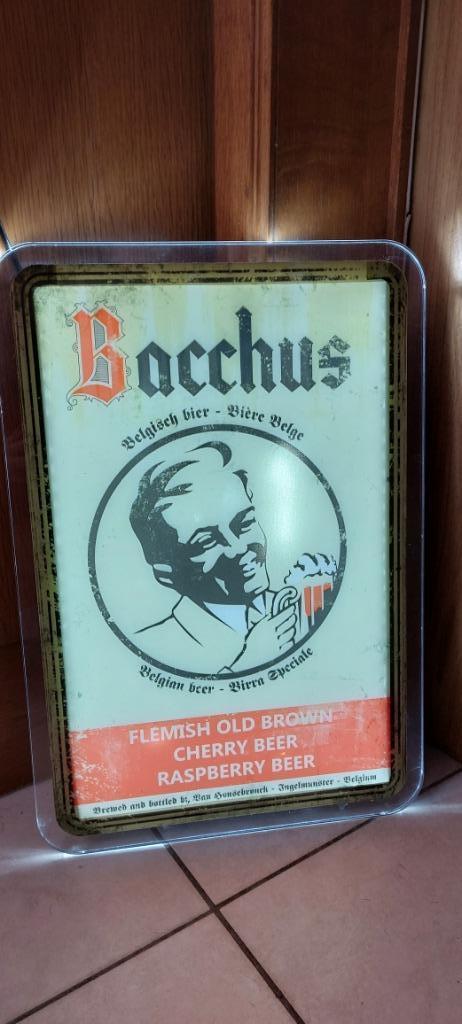 Bacchus
Belgisch bier - Bière Belge
Belgian beer - Birra Speciale
FLEMISH OLD BROWN
CHERRY BEER
RASPBERRY BEER
Brewed and bottled by Van Honsebrouck - Ingelmunster - Belgium